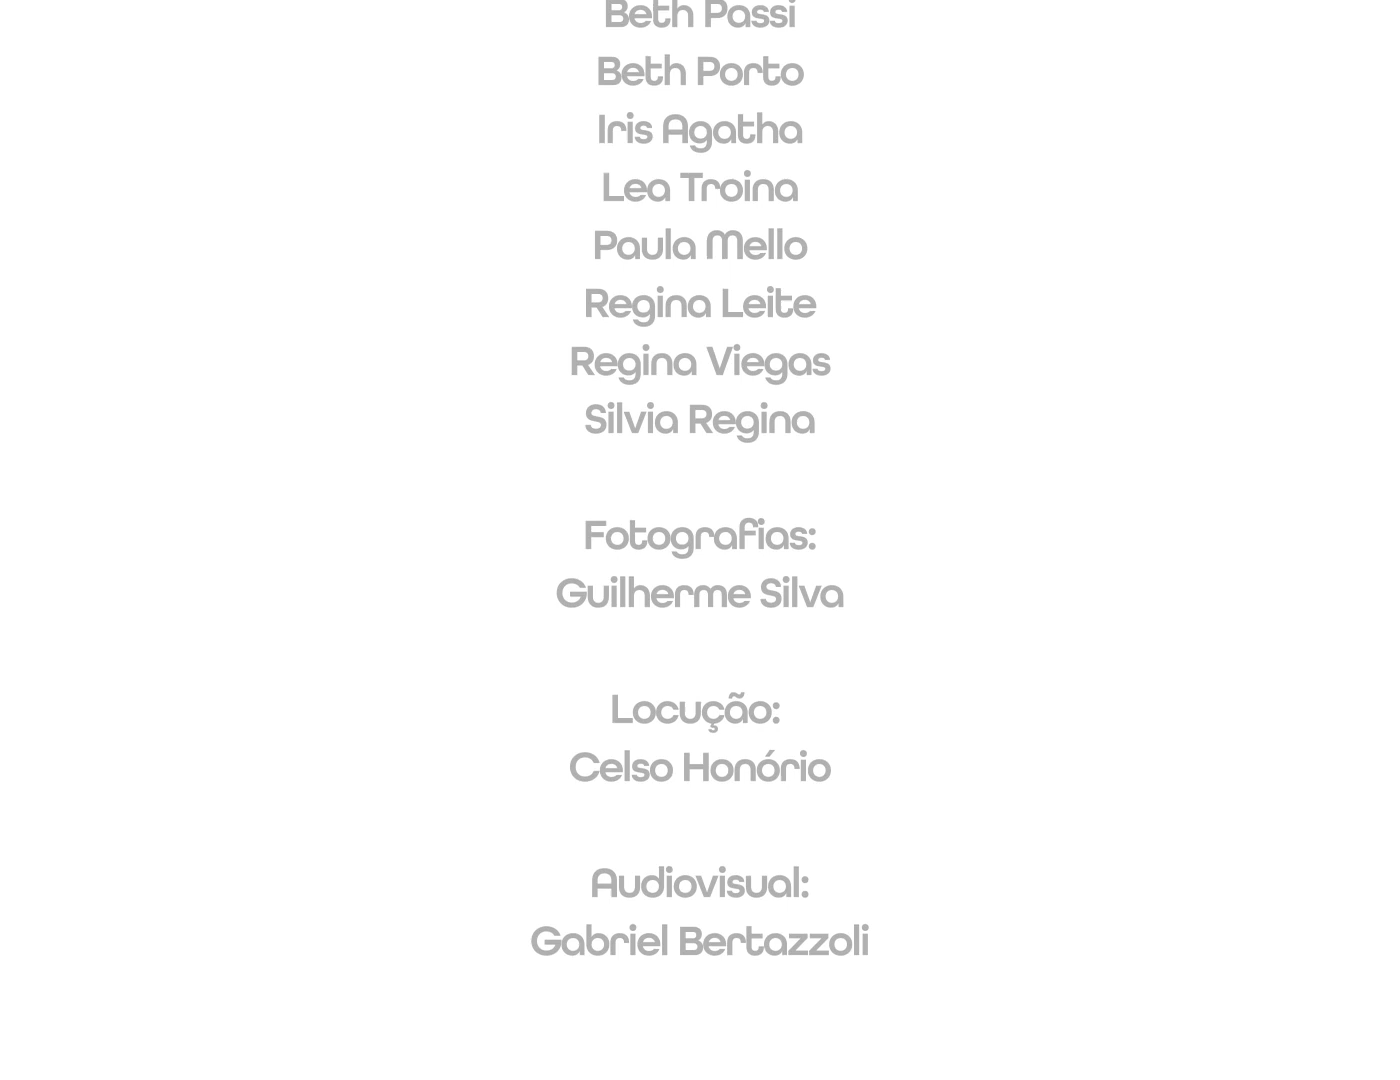 Beth Passi
Beth Porto
Iris Agatha
Lea Troina
Paula Mello
Regina Leite
Regina Viegas
Silvia Regina
Fotografias:
Guilherme Silva
Locução:
Celso Honório
Audiovisual:
Gabriel Bertazzoli